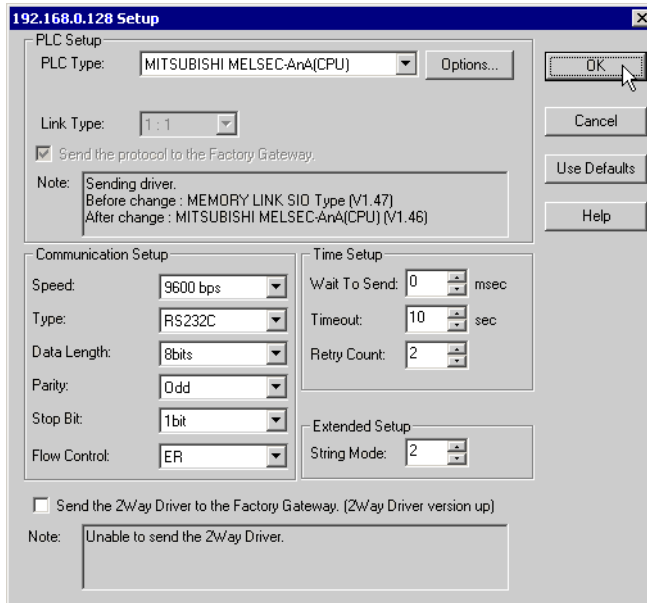 192.168.0.128 Setup
PLC Setup
PLC Type: MITSUBISHI MELSEC-AnA(CPU) Options... OK
Link Type: 1 : 1 Cancel
Send the protocol to the Factory Gateway.
Use Defaults
Note: Sending driver.
Before change : MEMORY LINK SIO Type (V1.47)
After change : MITSUBISHI MELSEC-AnA(CPU) (V1.46)
Help
Communication Setup
Speed: 9600 bps
Type: RS232C
Data Length: 8bits
Parity: Odd
Stop Bit: 1bit
Flow Control: ER
Time Setup
Wait To Send: 0 msec
Timeout: 10 sec
Retry Count: 2
Extended Setup
String Mode: 2
Send the 2Way Driver to the Factory Gateway. (2Way Driver version up)
Note: Unable to send the 2Way Driver.